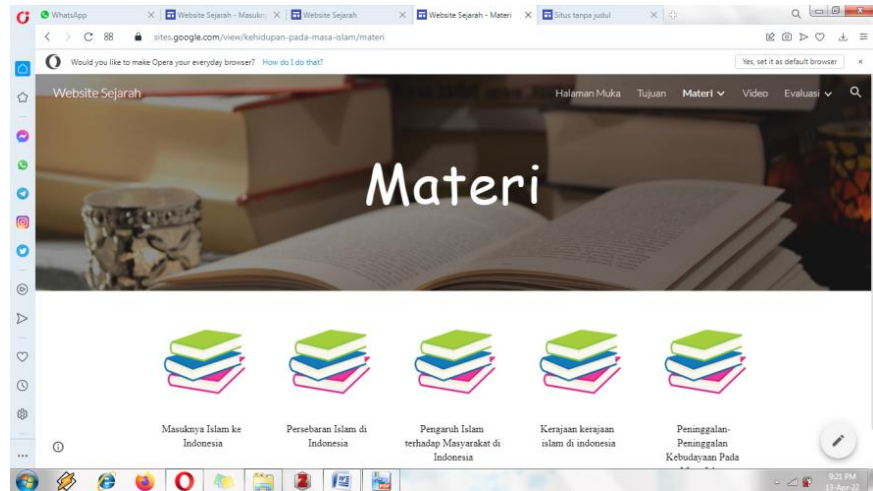 WhatsApp
Website Sejarah - Masukny
Website Sejarah
Website Sejarah - Materi
Situs tanpa judul
88
sites.google.com/view/kehidupan-pada-masa-islam/materi
Would you like to make Opera your everyday browser? How do I do that?
Yes, set it as default browser
Website Sejarah
Halaman Muka
Tujuan
Materi
Video
Evaluasi
Materi
Masuknya Islam ke
Indonesia
Persebaran Islam di
Indonesia
Pengaruh Islam
terhadap Masyarakat di
Indonesia
Kerajaan kerajaan
islam di indonesia
Peninggalan-
Peninggalan
Kebudayaan Pada
9:21 PM
13-Apr-22